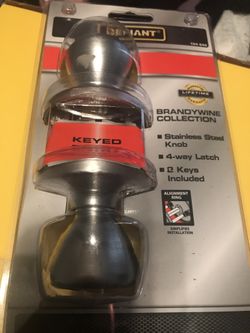 DEFIANT
LIFETIME
BRANDYWINE
COLLECTION
Stainless Steel
Knob
4-way Latch
2 Keys
Included
KEYED
ALIGNMENT
RING
SIMPLIFIES
INSTALLATION